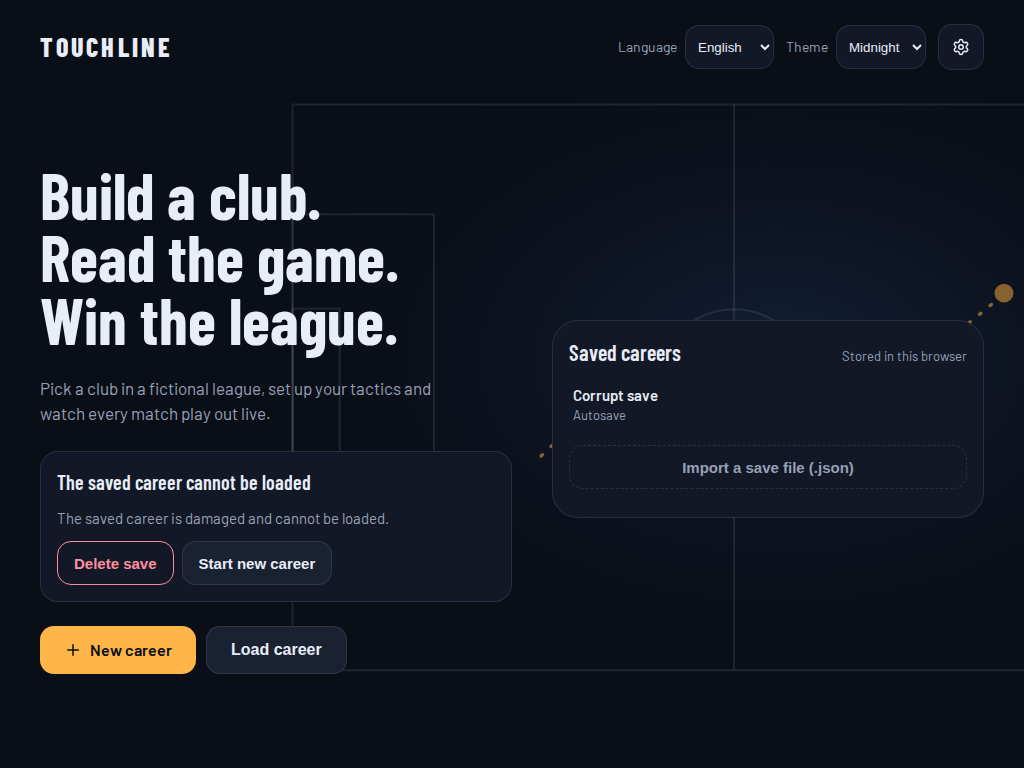 TOUCHLINE
Language
English
Theme
Midnight
Build a club.
Read the game.
Win the league.
Pick a club in a fictional league, set up your tactics and
watch every match play out live.
The saved career cannot be loaded
The saved career is damaged and cannot be loaded.
Delete save
Start new career
New career
Load career
Saved careers
Stored in this browser
Corrupt save
Autosave
Import a save file (.json)